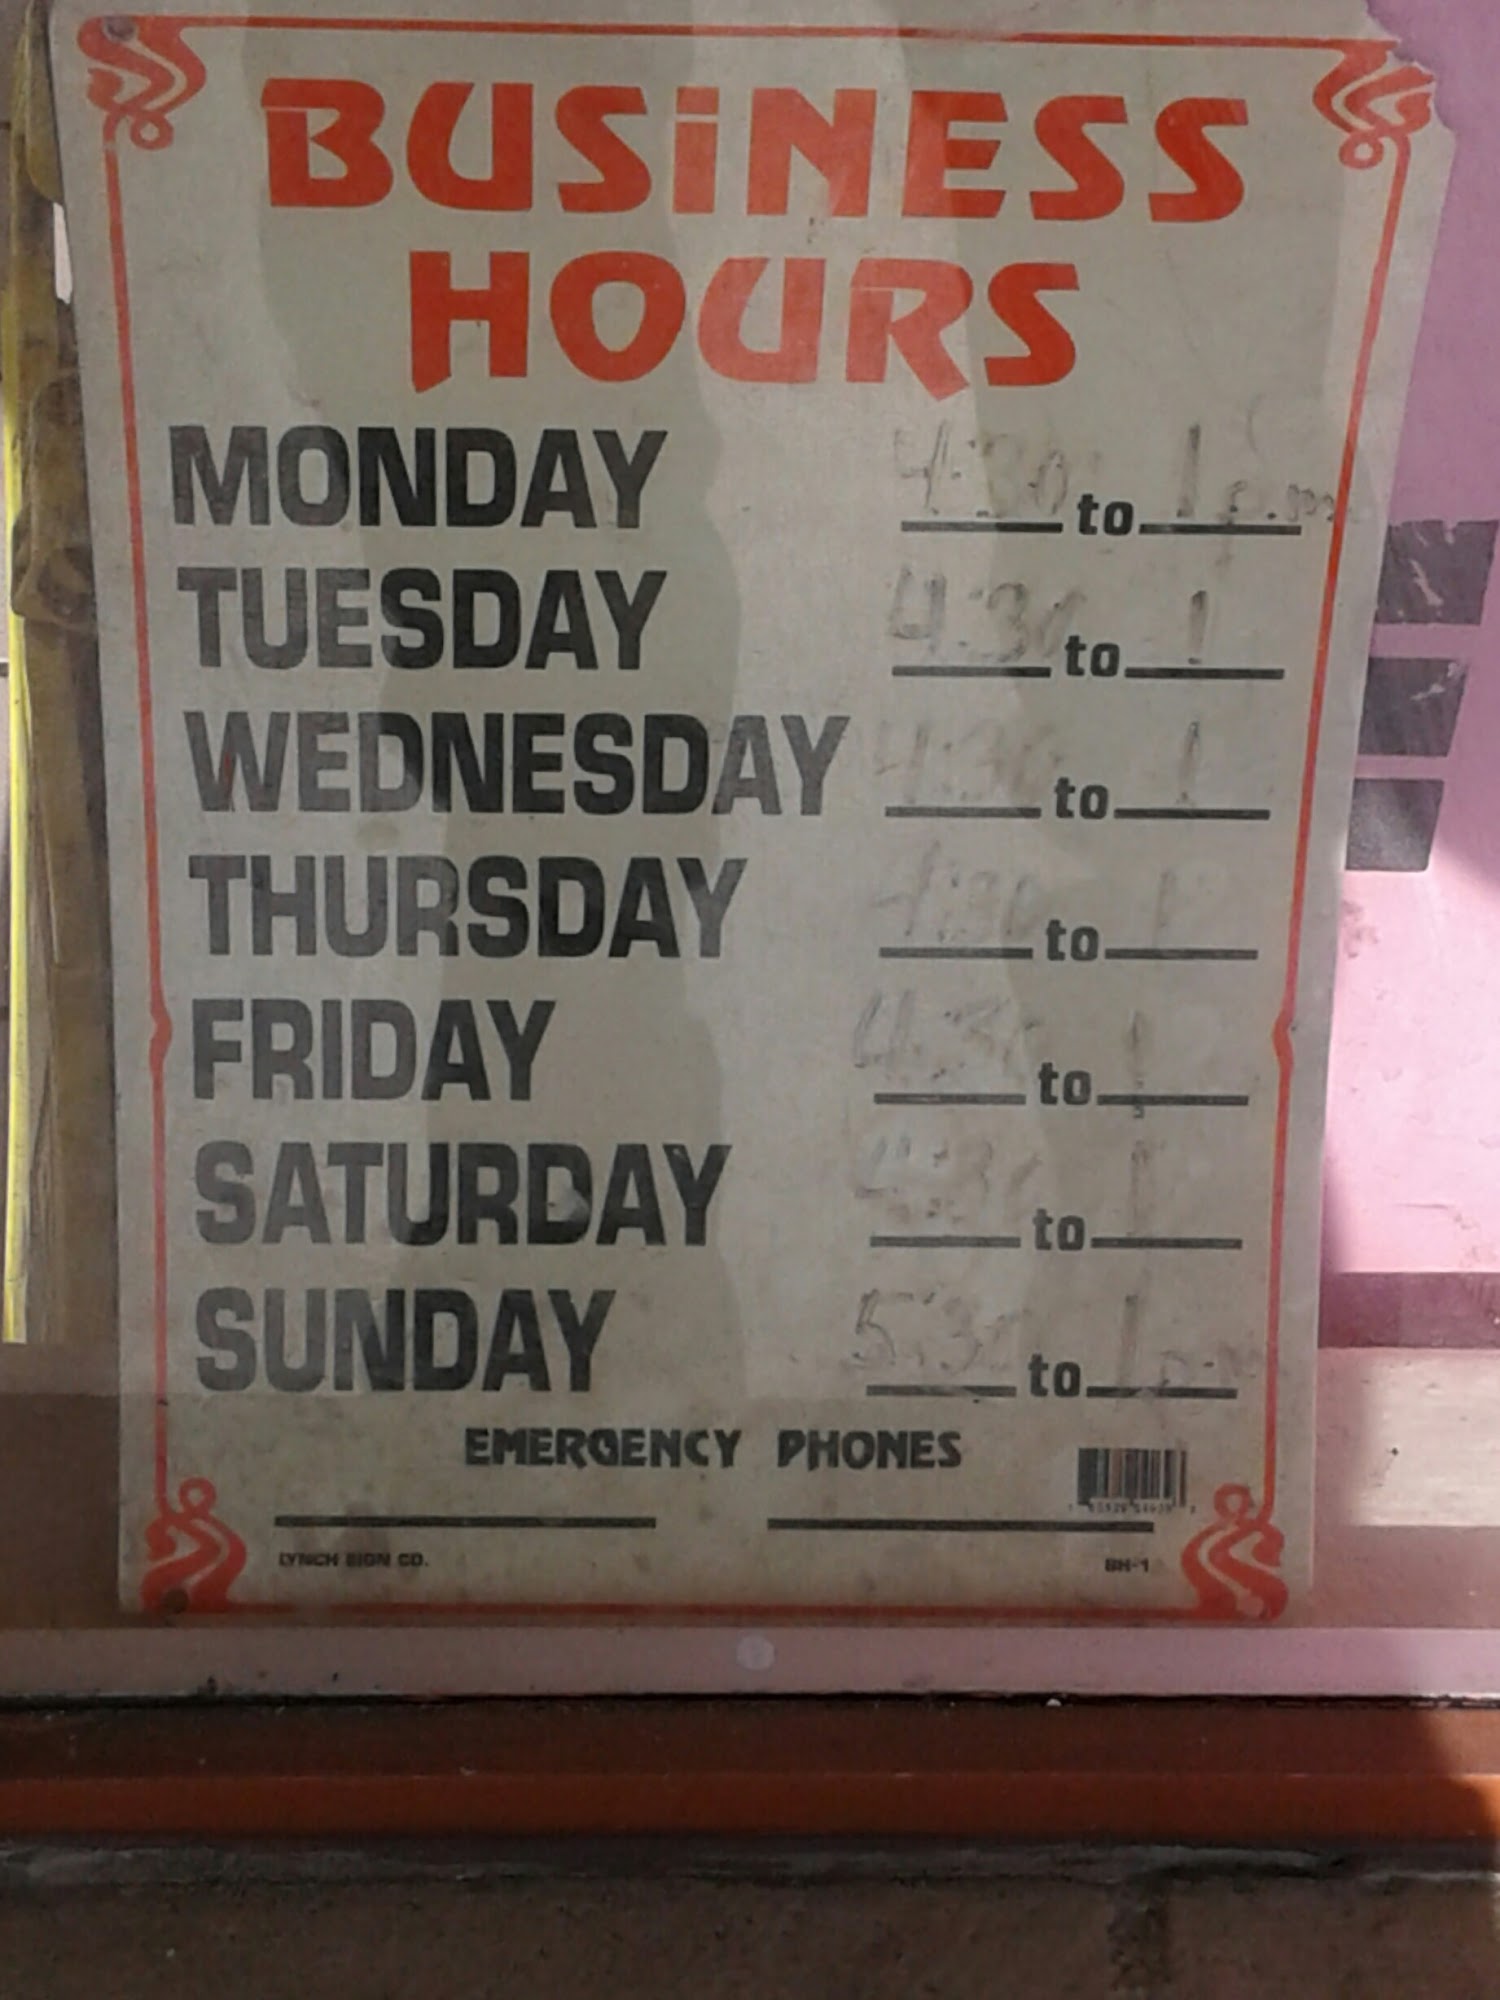 BUSiNESS
HOURS
MONDAY 4:30 to 1 p.m
TUESDAY 4:30 to 1
WEDNESDAY 4:30 to 1
THURSDAY 4:30 to 1
FRIDAY 4:30 to 1
SATURDAY 4:30 to 1
SUNDAY 5:30 to 1
EMERGENCY PHONES
LYNCH SIGN CO. BH-1